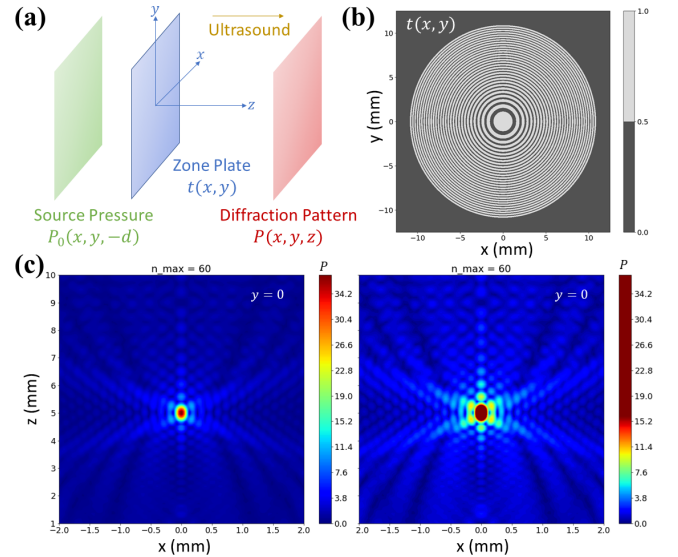 (a)
y
Ultrasound
x
z
Zone Plate
t(x, y)
Source Pressure
P₀(x, y, −d)
Diffraction Pattern
P(x, y, z)
(b)
t(x, y)
1.0
0.5
0.0
10
5
0
−5
−10
y (mm)
−10 −5 0 5 10
x (mm)
(c)
n_max = 60
P
y = 0
10
9
8
7
6
5
4
3
2
1
z (mm)
−2.0 −1.5 −1.0 −0.5 0.0 0.5 1.0 1.5 2.0
x (mm)
34.2
30.4
26.6
22.8
19.0
15.2
11.4
7.6
3.8
0.0
n_max = 60
P
y = 0
−2.0 −1.5 −1.0 −0.5 0.0 0.5 1.0 1.5 2.0
x (mm)
34.2
30.4
26.6
22.8
19.0
15.2
11.4
7.6
3.8
0.0